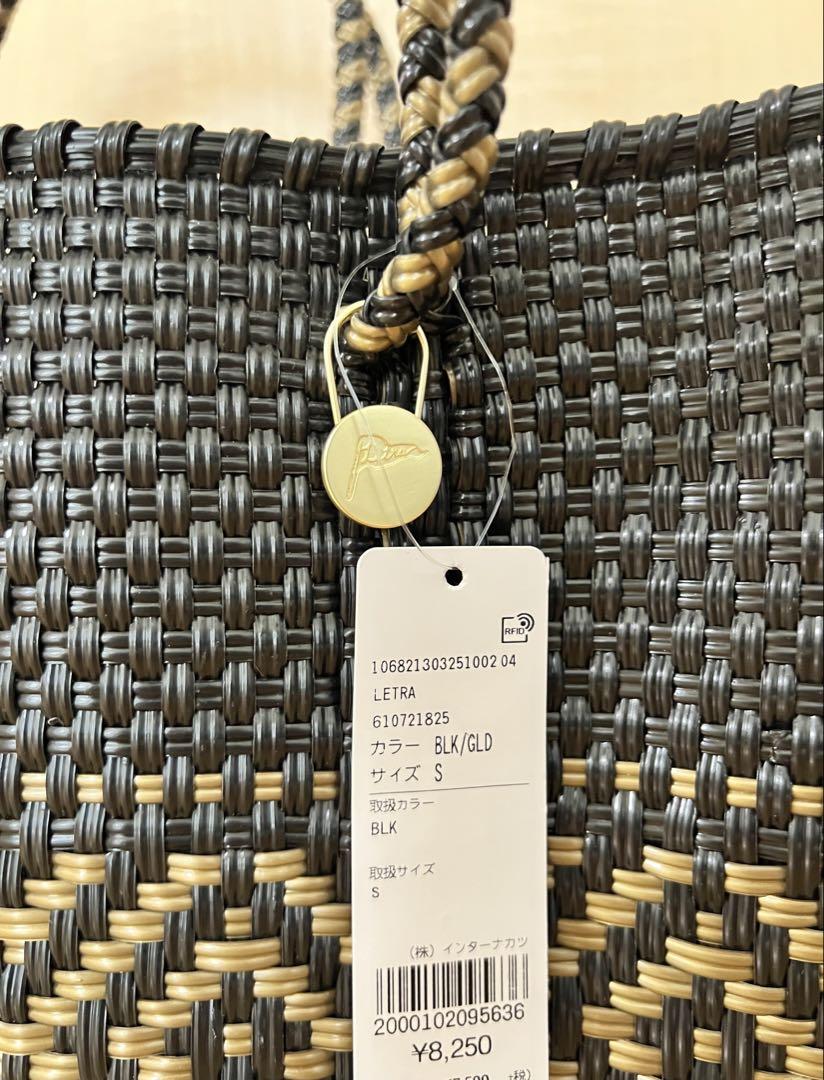 Letra
RFID
106821303251002 04
LETRA
610721825
カラー BLK/GLD
サイズ S
取扱カラー
BLK
取扱サイズ
S
(株) インターナカツ
2000102095636
¥8,250